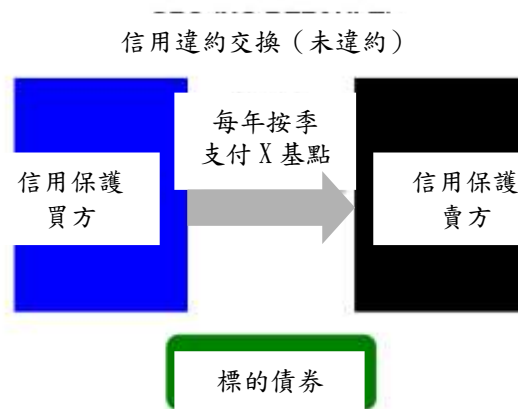 信用違約交換（未違約）
每年按季
支付 X 基點
信用保護
買方
信用保護
賣方
標的債券